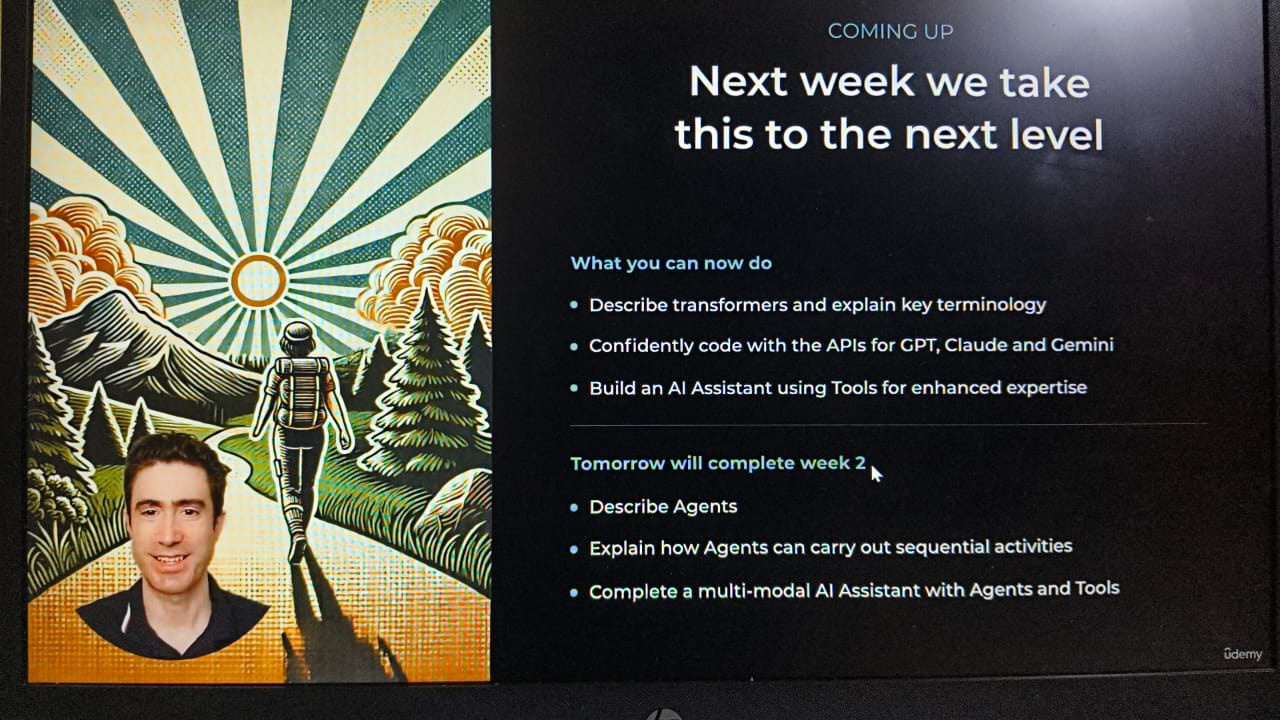 COMING UP
Next week we take
this to the next level
What you can now do
Describe transformers and explain key terminology
Confidently code with the APIs for GPT, Claude and Gemini
Build an AI Assistant using Tools for enhanced expertise
Tomorrow will complete week 2
Describe Agents
Explain how Agents can carry out sequential activities
Complete a multi-modal AI Assistant with Agents and Tools
udemy
hp